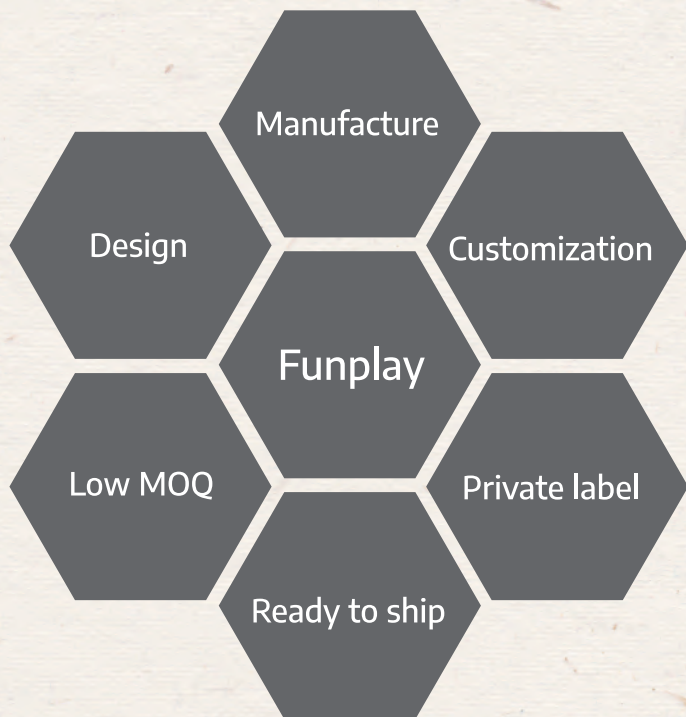 Manufacture
Design
Customization
Funplay
Low MOQ
Private label
Ready to ship